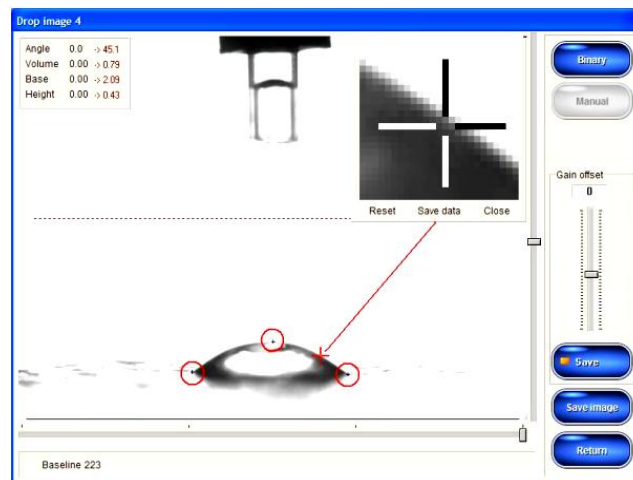 Drop image 4
Angle 0.0 -> 45.1
Volume 0.00 -> 0.79
Base 0.00 -> 2.09
Height 0.00 -> 0.43
Reset Save data Close
Binary
Manual
Gain offset
0
Save
Save image
Return
Baseline 223